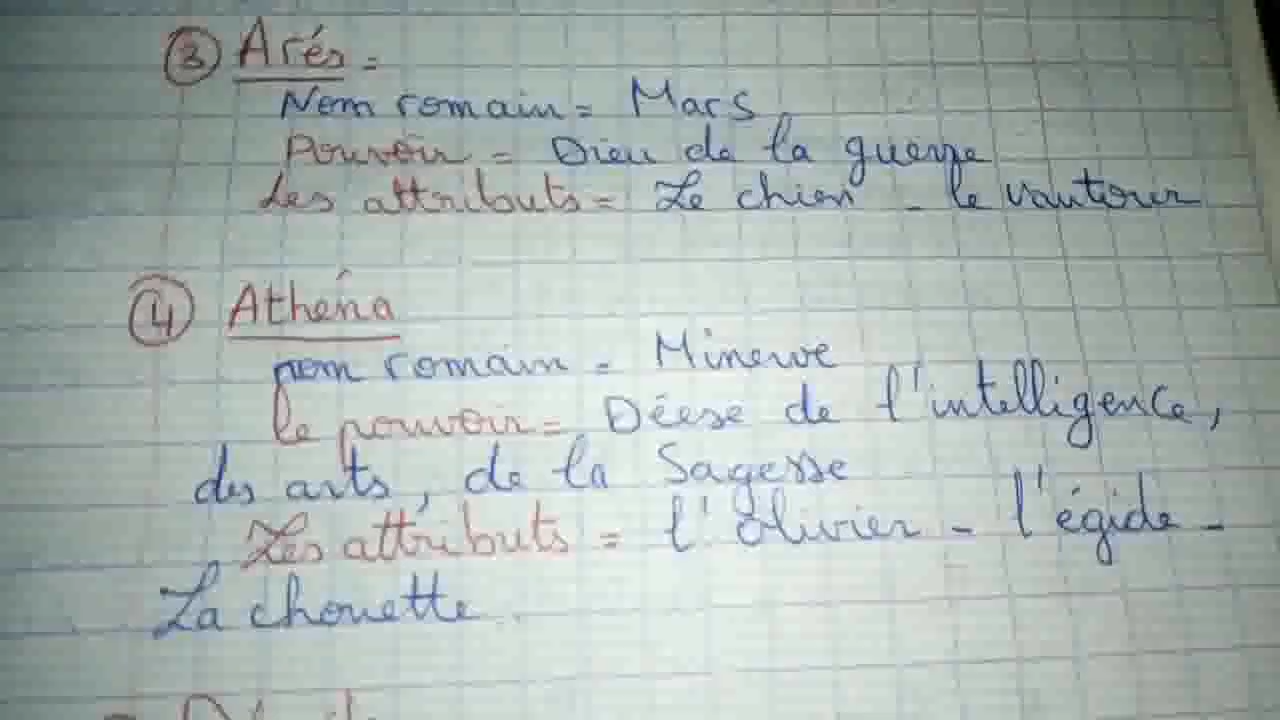 ③ Arés =
Nom romain = Mars
Pouvoir = Dieu de la guerre
Les attributs = Le chien - le vautour
④ Athéna
nom romain = Minerve
le pouvoir = Déese de l'intelligence,
des arts, de la Sagesse
Les attributs = l'olivier - l'égide -
La chouette.